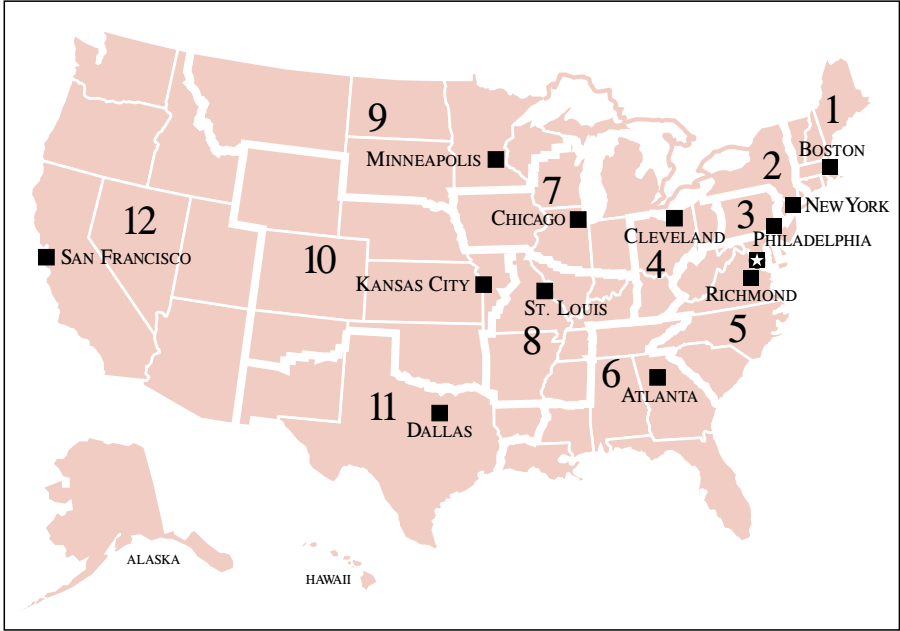 1
9
BOSTON
MINNEAPOLIS
2
7
NEW YORK
12
CHICAGO
3
CLEVELAND
PHILADELPHIA
SAN FRANCISCO
10
4
KANSAS CITY
RICHMOND
ST. LOUIS
5
8
6
ATLANTA
11
DALLAS
ALASKA
HAWAII